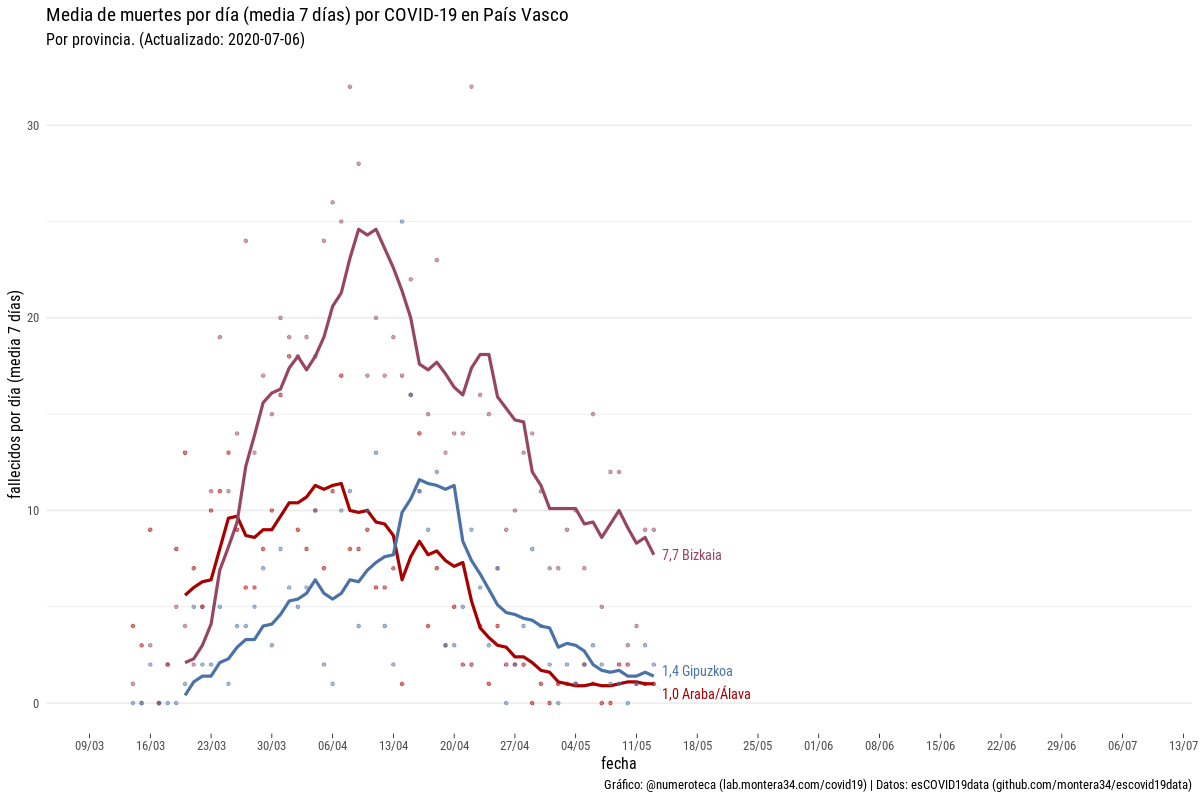 Media de muertes por día (media 7 días) por COVID-19 en País Vasco
Por provincia. (Actualizado: 2020-07-06)
fallecidos por día (media 7 días)
30
20
10
0
7,7 Bizkaia
1,4 Gipuzkoa
1,0 Araba/Álava
09/03 16/03 23/03 30/03 06/04 13/04 20/04 27/04 04/05 11/05 18/05 25/05 01/06 08/06 15/06 22/06 29/06 06/07 13/07
fecha
Gráfico: @numeroteca (lab.montera34.com/covid19) | Datos: esCOVID19data (github.com/montera34/escovid19data)